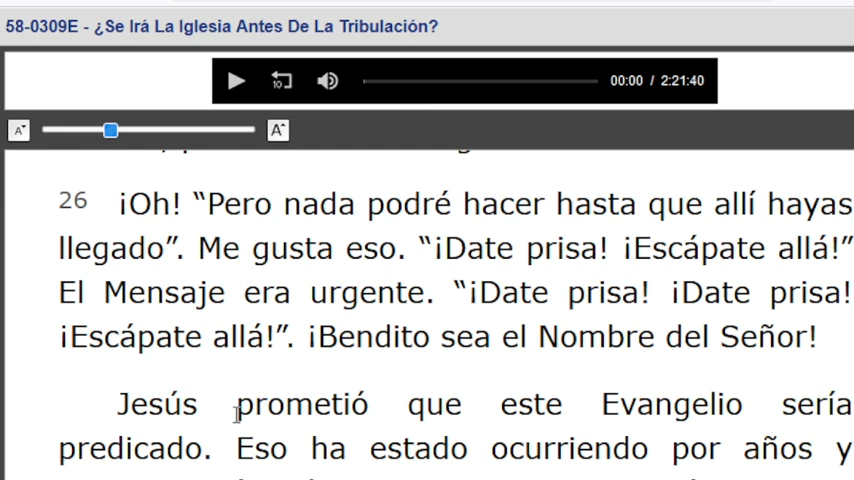 58-0309E - ¿Se Irá La Iglesia Antes De La Tribulación?
10
00:00 / 2:21:40
A A
26 ¡Oh! “Pero nada podré hacer hasta que allí hayas
llegado”. Me gusta eso. “¡Date prisa! ¡Escápate allá!”
El Mensaje era urgente. “¡Date prisa! ¡Date prisa!
¡Escápate allá!”. ¡Bendito sea el Nombre del Señor!
Jesús prometió que este Evangelio sería
predicado. Eso ha estado ocurriendo por años y